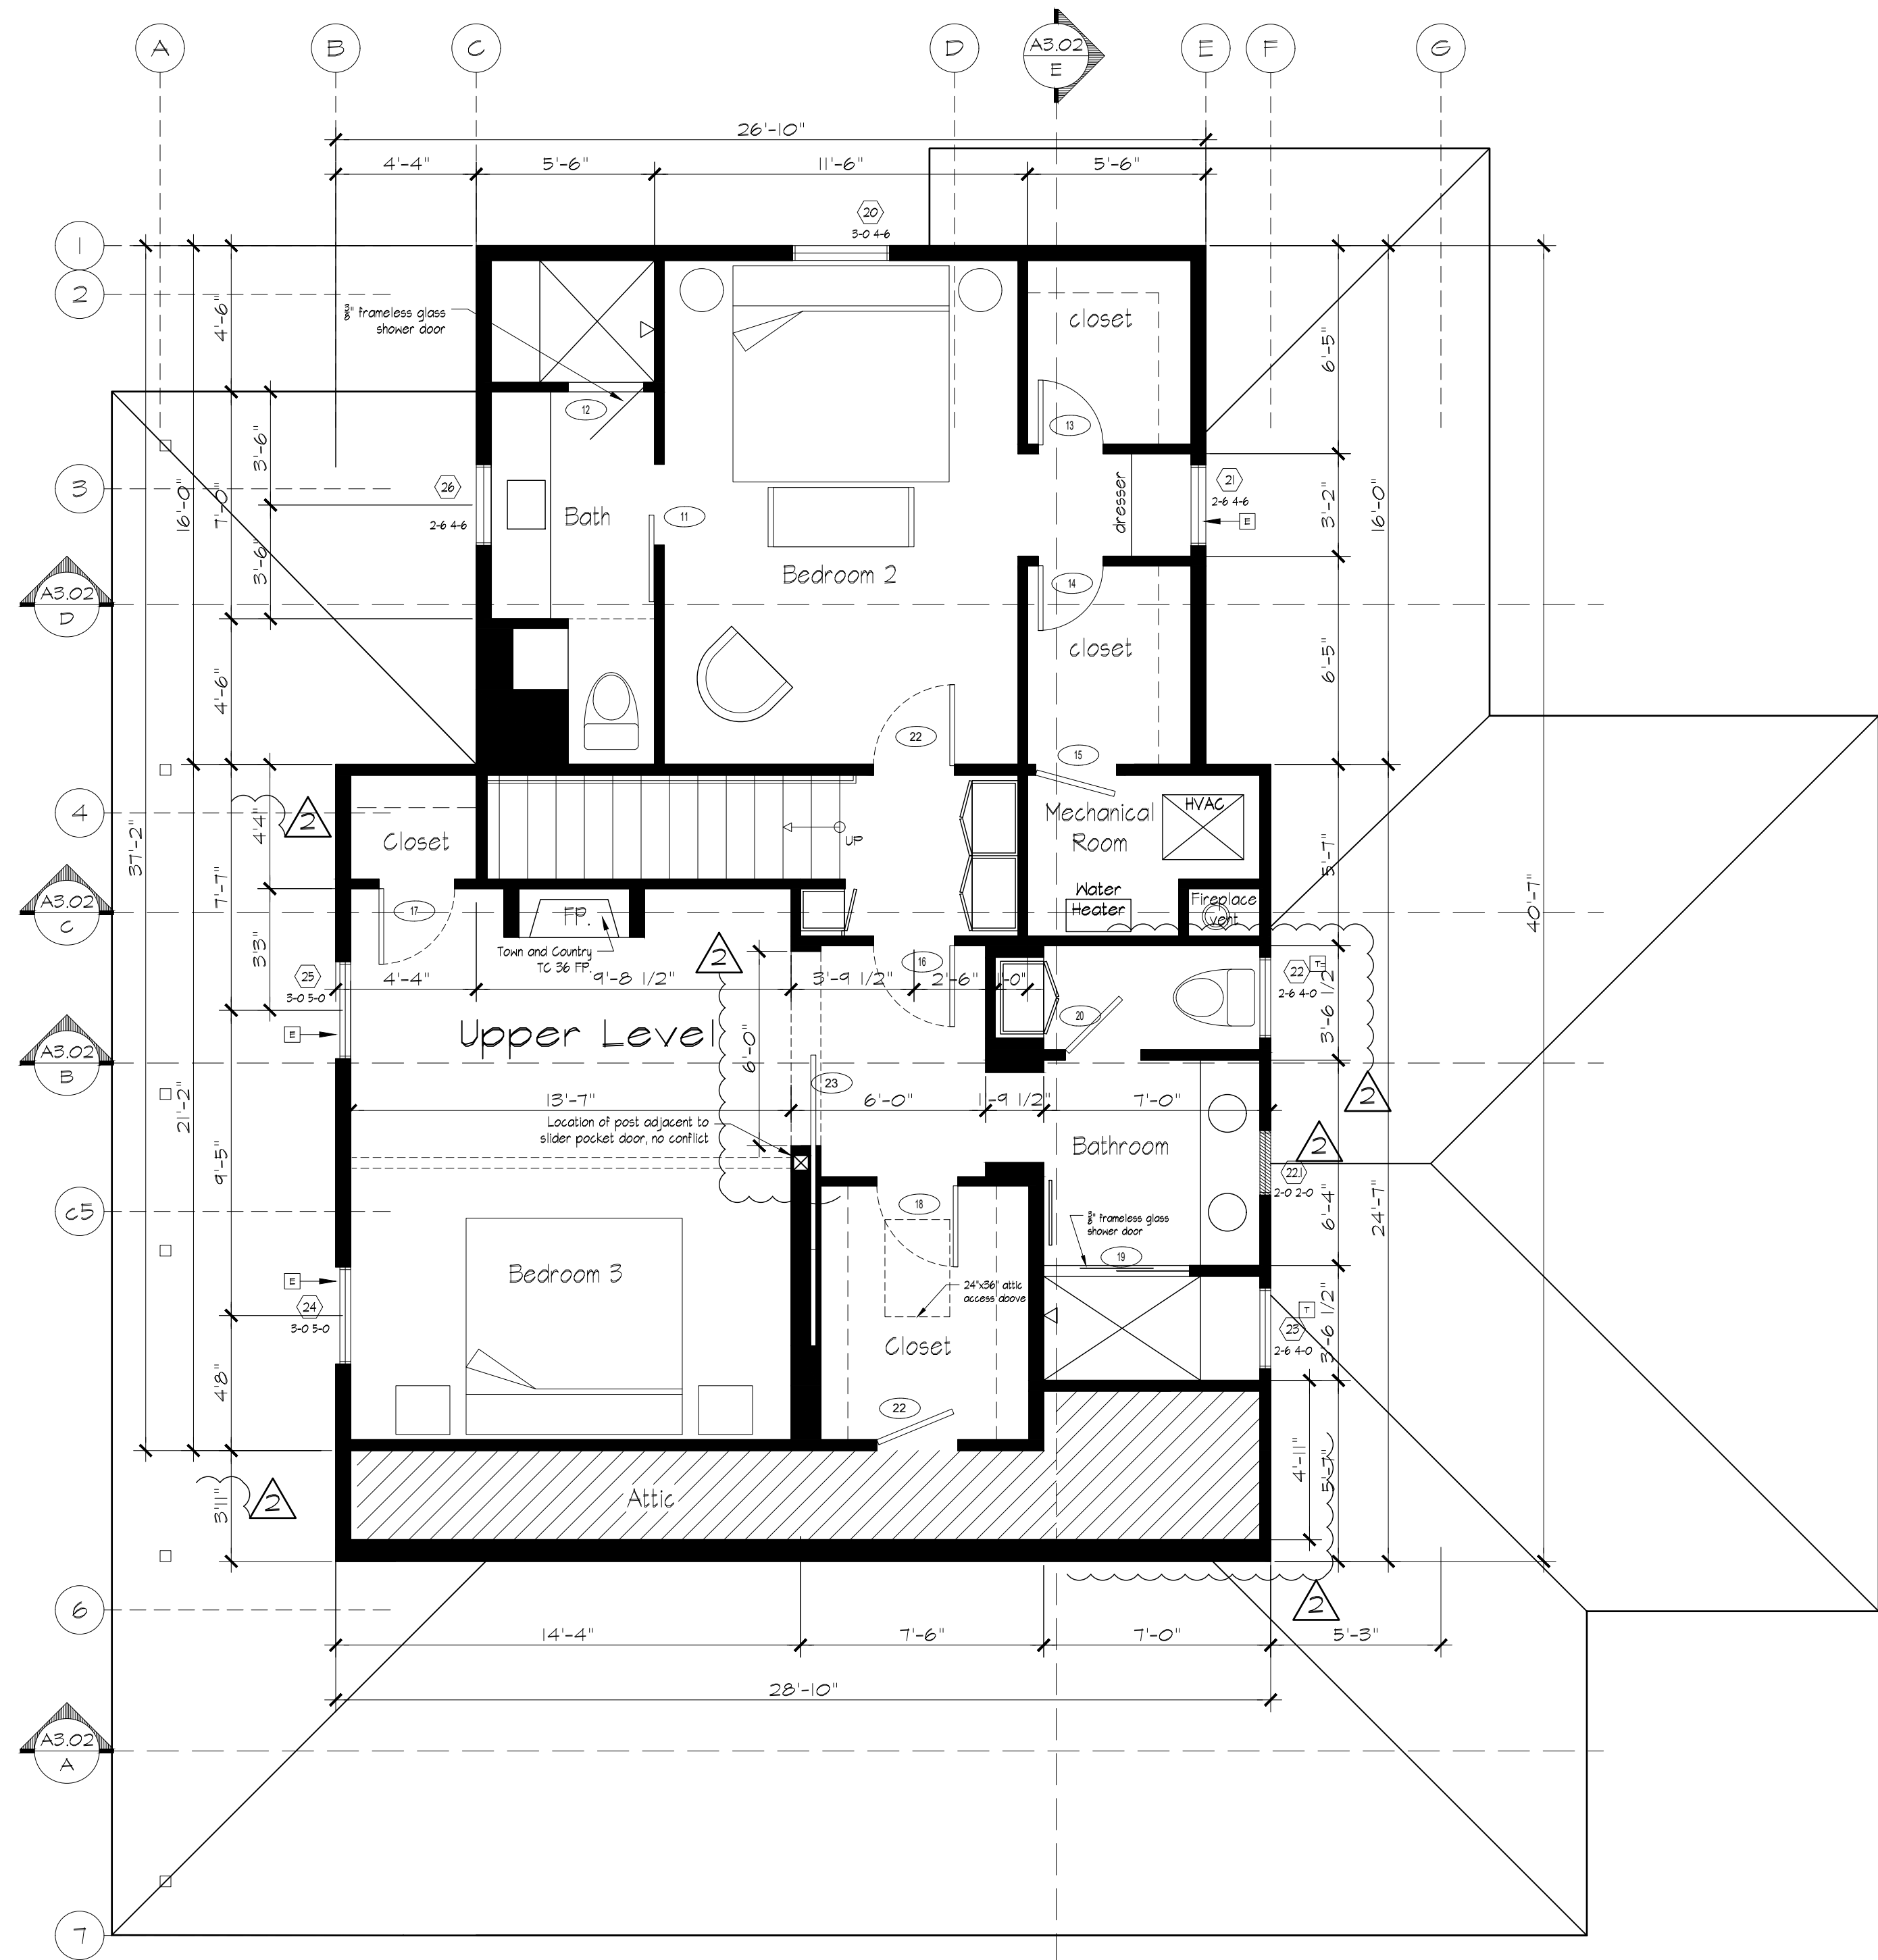 A B C D A3.02 E E F G
26'-10"
4'-4" 5'-6" 11'-6" 5'-6"
20
3-0 4-6
1
2
3
4
c5
6
7
4'-6"
3'-6"
16'-0"
7'-0"
3'-6"
4'-6"
37'-2"
4'4"
7'-7"
3'3"
21'-2"
9'-5"
4'8"
3'11"
3/8" frameless glass
shower door
12
closet
13
6'-5"
26
2-6 4-6
Bath
11
Bedroom 2
dresser
21
2-6 4-6
E
3'-2"
16'-0"
A3.02
D
14
closet
6'-5"
22
15
2
Closet
UP
Mechanical
Room
HVAC
5'-7"
40'-7"
Water
Heater
Fireplace
vent
A3.02
C
17
FP.
Town and Country
TC 36 FP.
2
16
25
3-0 5-0
E
4'-4" 9'-8 1/2" 3'-9 1/2" 2'-6" 1'-0"
22
T
2-6 4-0
3'-6 1/2"
20
Upper Level
6'-0"
A3.02
B
23
2
13'-7" 6'-0" 1'-9 1/2" 7'-0"
Location of post adjacent to
slider pocket door, no conflict
Bathroom
2
22.1
2-0 2-0
6'-4"
24'-7"
18
3/8" frameless glass
shower door
19
Bedroom 3
E
24
3-0 5-0
24"x36" attic
access above
T
23
2-6 4-0
3'-6 1/2"
Closet
22
4'-11"
5'-7"
2
Attic
2
14'-4" 7'-6" 7'-0" 5'-3"
28'-10"
A3.02
A